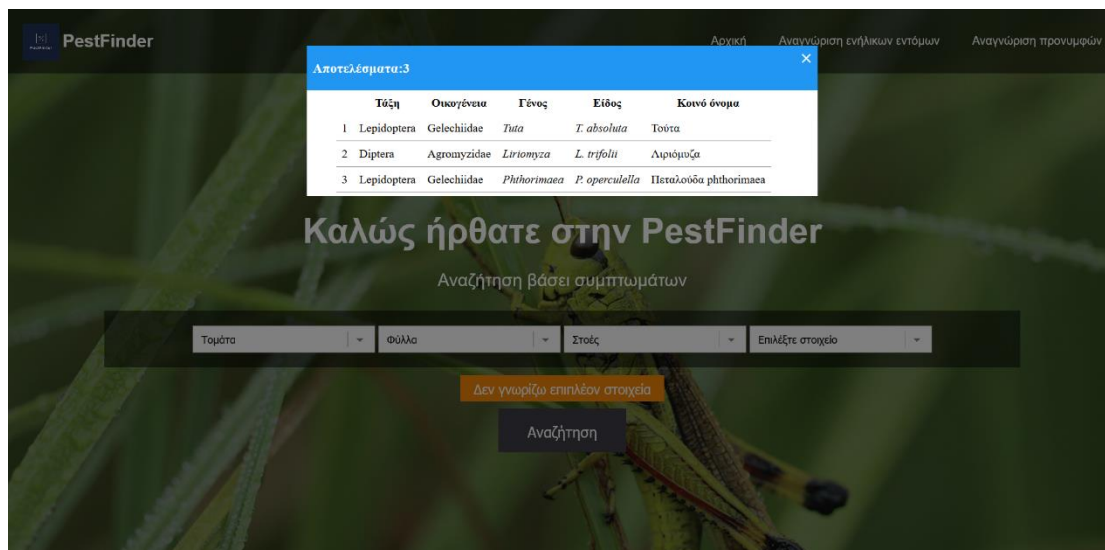 PestFinder
Αρχική Αναγνώριση ενήλικων εντόμων Αναγνώριση προνυμφών
×
Αποτελέσματα:3
Τάξη Οικογένεια Γένος Είδος Κοινό όνομα
1 Lepidoptera Gelechiidae Tuta T. absoluta Τούτα
2 Diptera Agromyzidae Liriomyza L. trifolii Λιριόμυζα
3 Lepidoptera Gelechiidae Phthorimaea P. operculella Πεταλούδα phthorimaea
Καλώς ήρθατε στην PestFinder
Αναζήτηση βάσει συμπτωμάτων
Τομάτα Φύλλα Στοές Επιλέξτε στοιχείο
Δεν γνωρίζω επιπλέον στοιχεία
Αναζήτηση